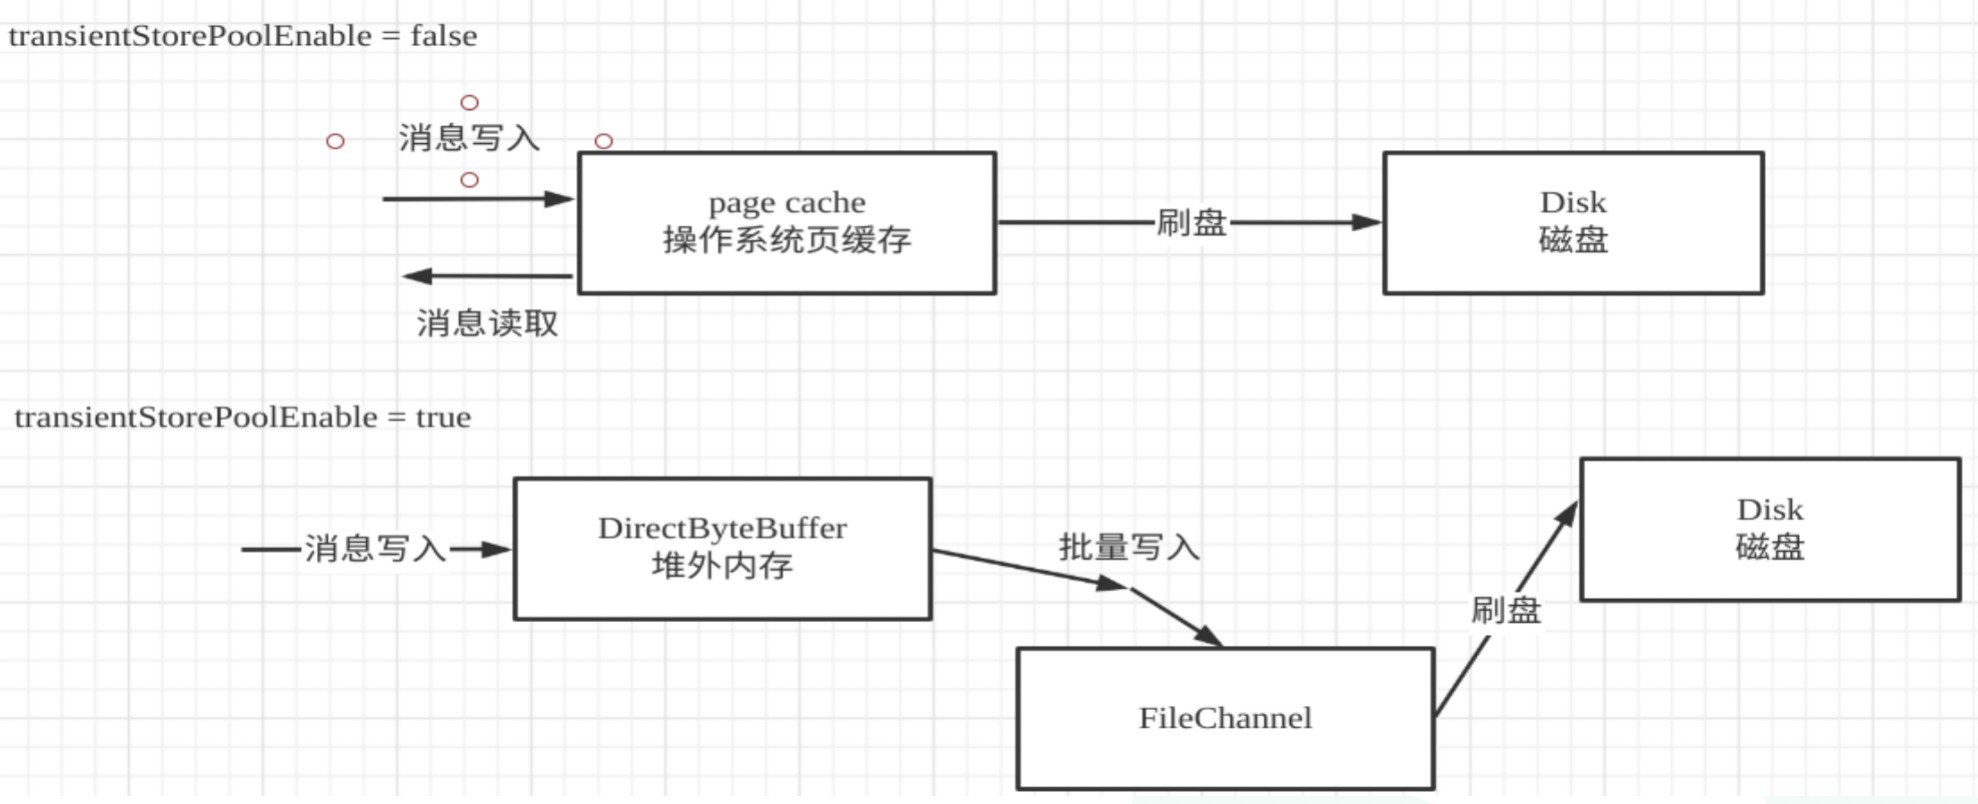 transientStorePoolEnable = false
消息写入
page cache
操作系统页缓存
刷盘
Disk
磁盘
消息读取
transientStorePoolEnable = true
消息写入
DirectByteBuffer
堆外内存
批量写入
FileChannel
刷盘
Disk
磁盘